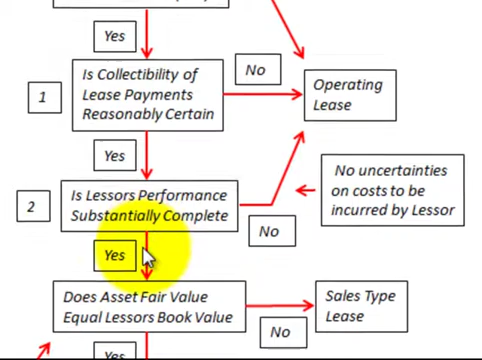 Yes
1
Is Collectibility of
Lease Payments
Reasonably Certain
No
Operating
Lease
Yes
2
Is Lessors Performance
Substantially Complete
No
No uncertainties
on costs to be
incurred by Lessor
Yes
Does Asset Fair Value
Equal Lessors Book Value
No
Sales Type
Lease
Yes